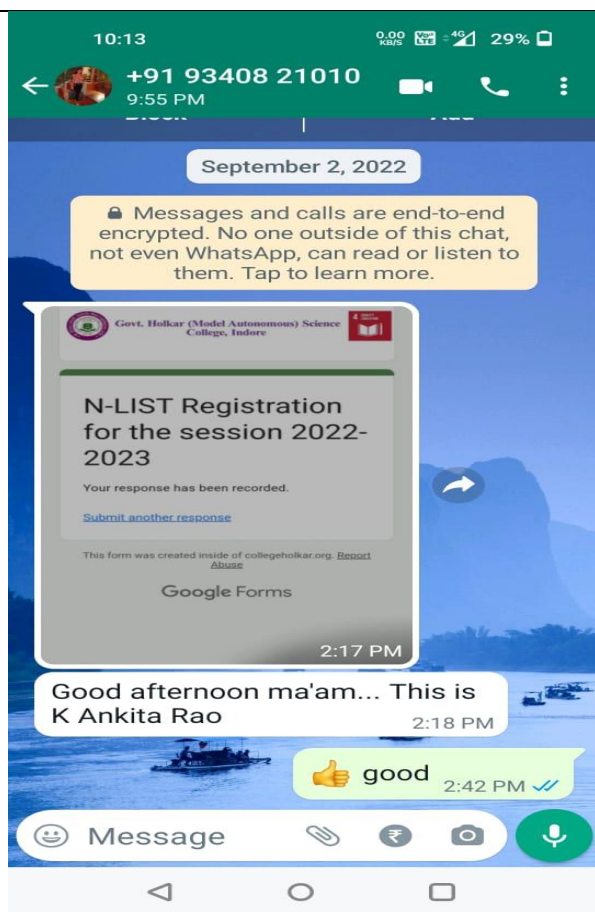 10:13 0.00 KB/S Vo LTE 4G 29%
+91 93408 21010
9:55 PM
September 2, 2022
Messages and calls are end-to-end
encrypted. No one outside of this chat,
not even WhatsApp, can read or listen to
them. Tap to learn more.
Govt. Holkar (Model Autonomous) Science
College, Indore
4
N-LIST Registration
for the session 2022-
2023
Your response has been recorded.
Submit another response
This form was created inside of collegeholkar.org. Report
Abuse
Google Forms
2:17 PM
Good afternoon ma'am... This is
K Ankita Rao 2:18 PM
👍 good 2:42 PM
Message